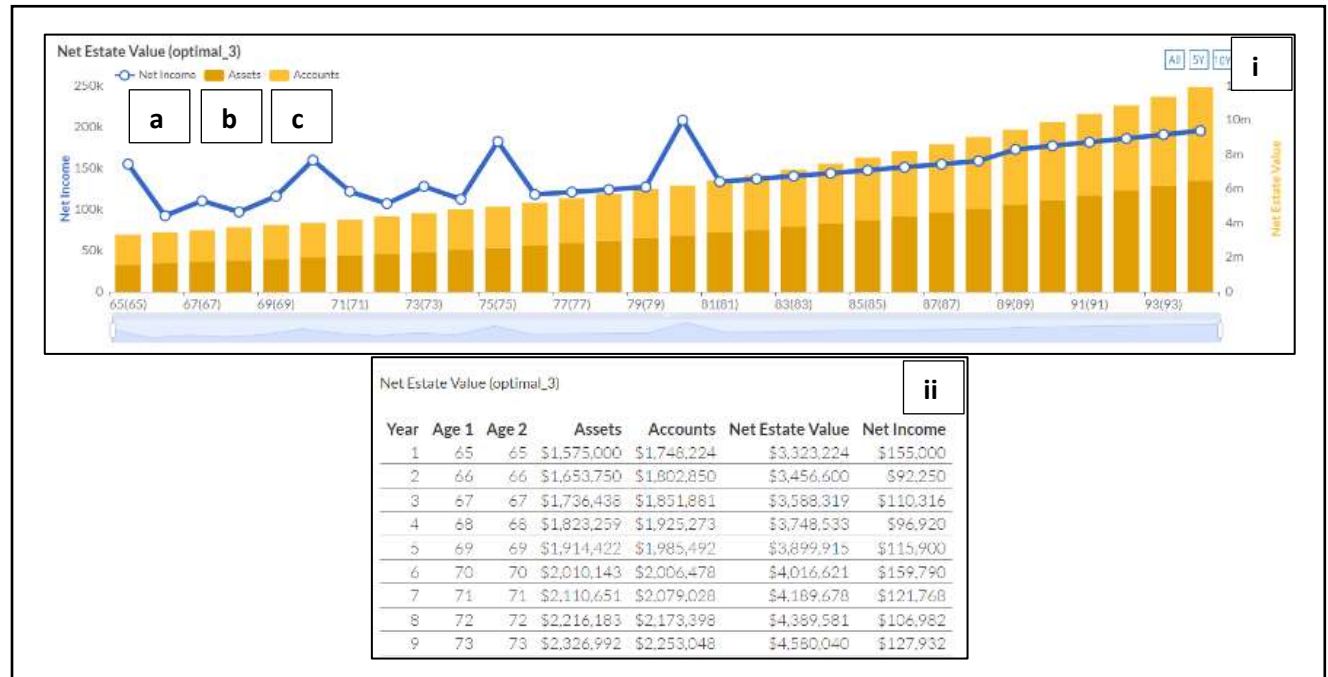 Net Estate Value (optimal_3)
Net Income Assets Accounts
All 5Y 10Y
i
a b c
250k
200k
150k
100k
50k
0
Net Income
10m
8m
6m
4m
2m
0
Net Estate Value
65(65) 67(67) 69(69) 71(71) 73(73) 75(75) 77(77) 79(79) 81(81) 83(83) 85(85) 87(87) 89(89) 91(91) 93(93)
Net Estate Value (optimal_3)
ii
Year Age 1 Age 2 Assets Accounts Net Estate Value Net Income
1 65 65 $1,575,000 $1,748,224 $3,323,224 $155,000
2 66 66 $1,653,750 $1,802,850 $3,456,600 $92,250
3 67 67 $1,736,438 $1,851,881 $3,588,319 $110,316
4 68 68 $1,823,259 $1,925,273 $3,748,533 $96,920
5 69 69 $1,914,422 $1,985,492 $3,899,915 $115,900
6 70 70 $2,010,143 $2,006,478 $4,016,621 $159,790
7 71 71 $2,110,651 $2,079,028 $4,189,678 $121,768
8 72 72 $2,216,183 $2,173,398 $4,389,581 $106,982
9 73 73 $2,326,992 $2,253,048 $4,580,040 $127,932